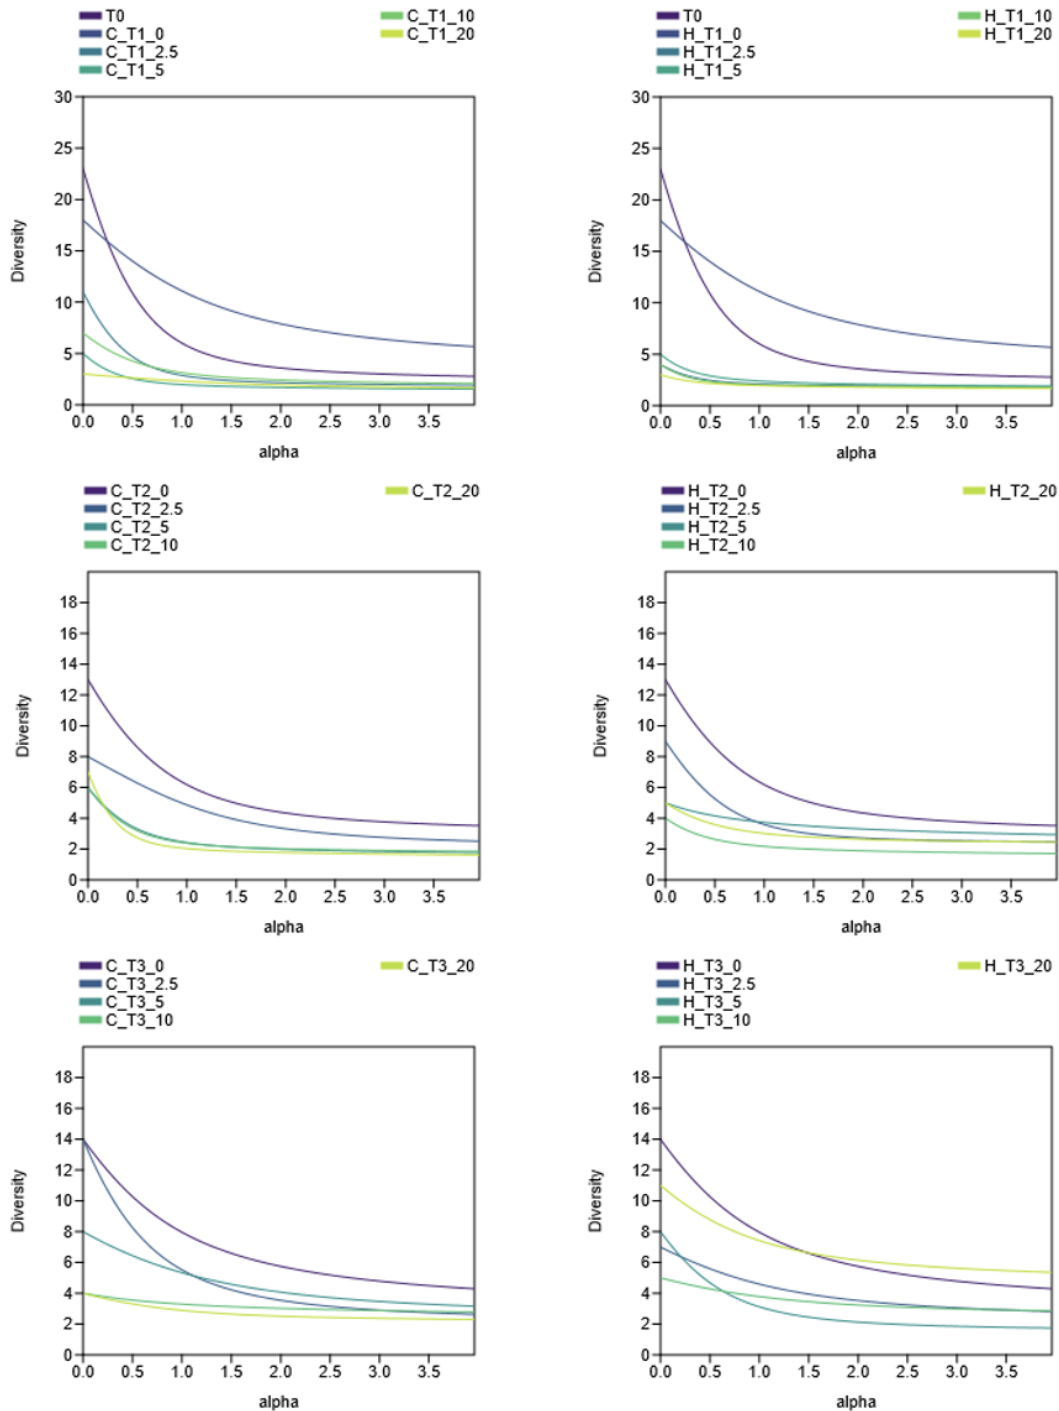 T0
C_T1_0
C_T1_2.5
C_T1_5
C_T1_10
C_T1_20
30
25
20
15
10
5
0
Diversity
0.0 0.5 1.0 1.5 2.0 2.5 3.0 3.5
alpha
T0
H_T1_0
H_T1_2.5
H_T1_5
H_T1_10
H_T1_20
30
25
20
15
10
5
0
Diversity
0.0 0.5 1.0 1.5 2.0 2.5 3.0 3.5
alpha
C_T2_0
C_T2_2.5
C_T2_5
C_T2_10
C_T2_20
18
16
14
12
10
8
6
4
2
0
Diversity
0.0 0.5 1.0 1.5 2.0 2.5 3.0 3.5
alpha
H_T2_0
H_T2_2.5
H_T2_5
H_T2_10
H_T2_20
18
16
14
12
10
8
6
4
2
0
Diversity
0.0 0.5 1.0 1.5 2.0 2.5 3.0 3.5
alpha
C_T3_0
C_T3_2.5
C_T3_5
C_T3_10
C_T3_20
18
16
14
12
10
8
6
4
2
0
Diversity
0.0 0.5 1.0 1.5 2.0 2.5 3.0 3.5
alpha
H_T3_0
H_T3_2.5
H_T3_5
H_T3_10
H_T3_20
18
16
14
12
10
8
6
4
2
0
Diversity
0.0 0.5 1.0 1.5 2.0 2.5 3.0 3.5
alpha